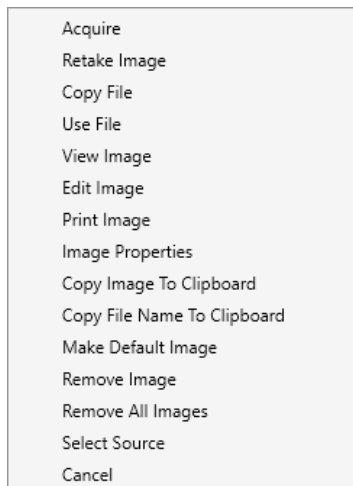 Acquire
Retake Image
Copy File
Use File
View Image
Edit Image
Print Image
Image Properties
Copy Image To Clipboard
Copy File Name To Clipboard
Make Default Image
Remove Image
Remove All Images
Select Source
Cancel